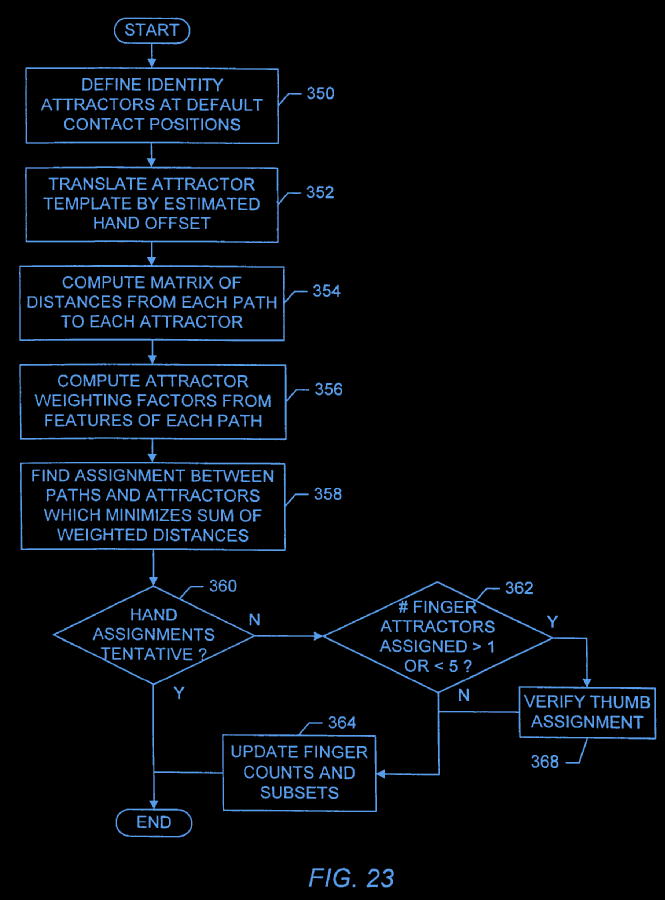 START
DEFINE IDENTITY
ATTRACTORS AT DEFAULT
CONTACT POSITIONS
350
TRANSLATE ATTRACTOR
TEMPLATE BY ESTIMATED
HAND OFFSET
352
COMPUTE MATRIX OF
DISTANCES FROM EACH PATH
TO EACH ATTRACTOR
354
COMPUTE ATTRACTOR
WEIGHTING FACTORS FROM
FEATURES OF EACH PATH
356
FIND ASSIGNMENT BETWEEN
PATHS AND ATTRACTORS
WHICH MINIMIZES SUM OF
WEIGHTED DISTANCES
358
360
HAND
ASSIGNMENTS
TENTATIVE ?
N
Y
362
# FINGER
ATTRACTORS
ASSIGNED > 1
OR < 5 ?
Y
N
VERIFY THUMB
ASSIGNMENT
368
364
UPDATE FINGER
COUNTS AND
SUBSETS
END
FIG. 23